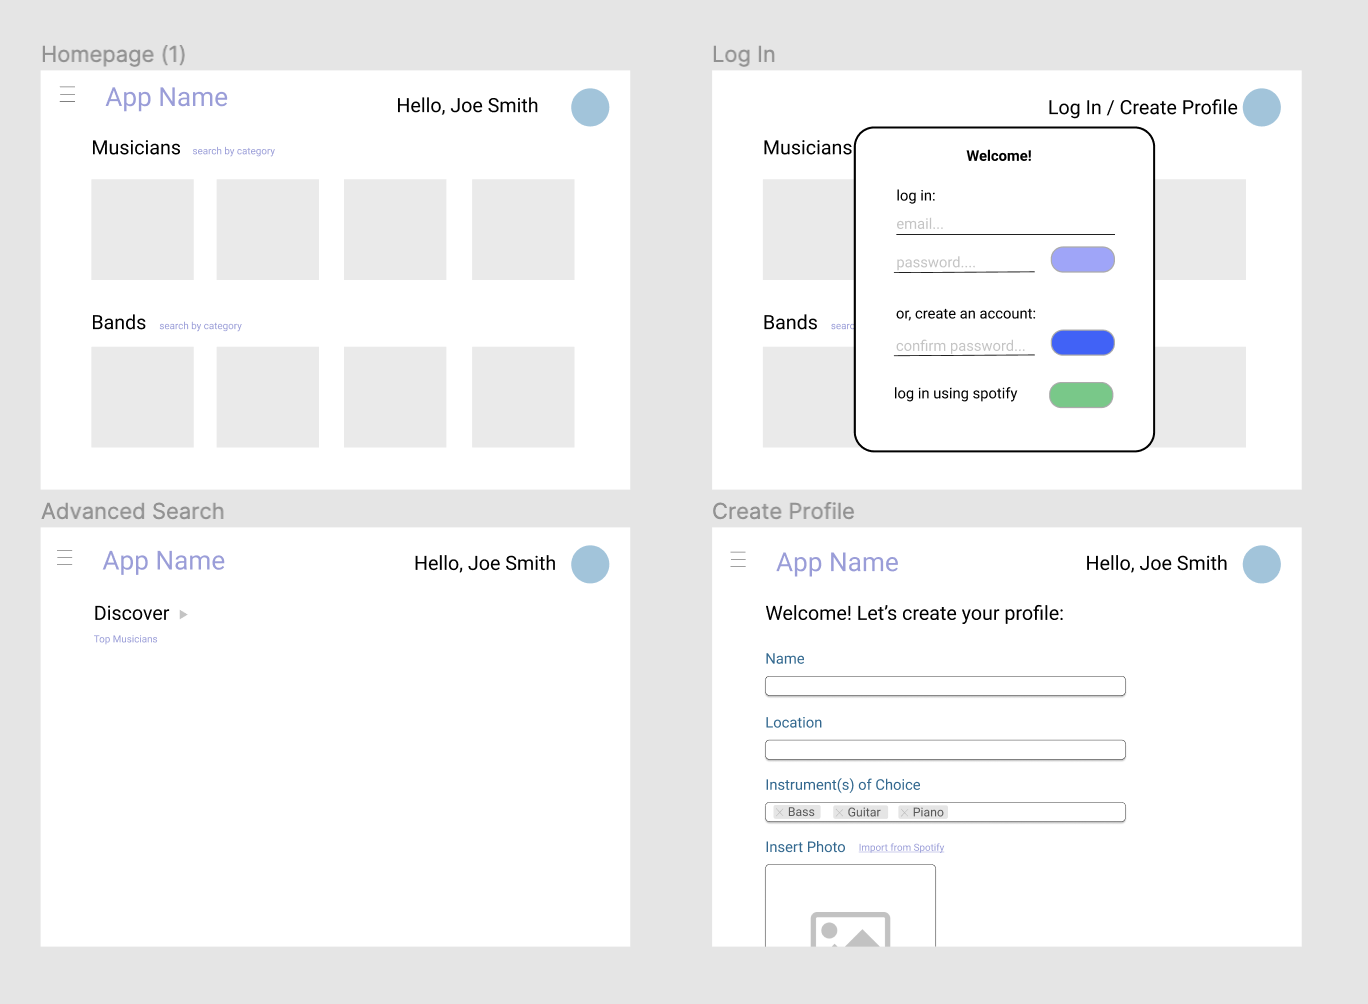 Homepage (1)
App Name
Hello, Joe Smith
Musicians search by category
Bands search by category
Log In
Log In / Create Profile
Musicians
Bands searc
Welcome!
log in:
email...
password....
or, create an account:
confirm password...
log in using spotify
Advanced Search
App Name
Hello, Joe Smith
Discover
Top Musicians
Create Profile
App Name
Hello, Joe Smith
Welcome! Let's create your profile:
Name
Location
Instrument(s) of Choice
Bass Guitar Piano
Insert Photo Import from Spotify